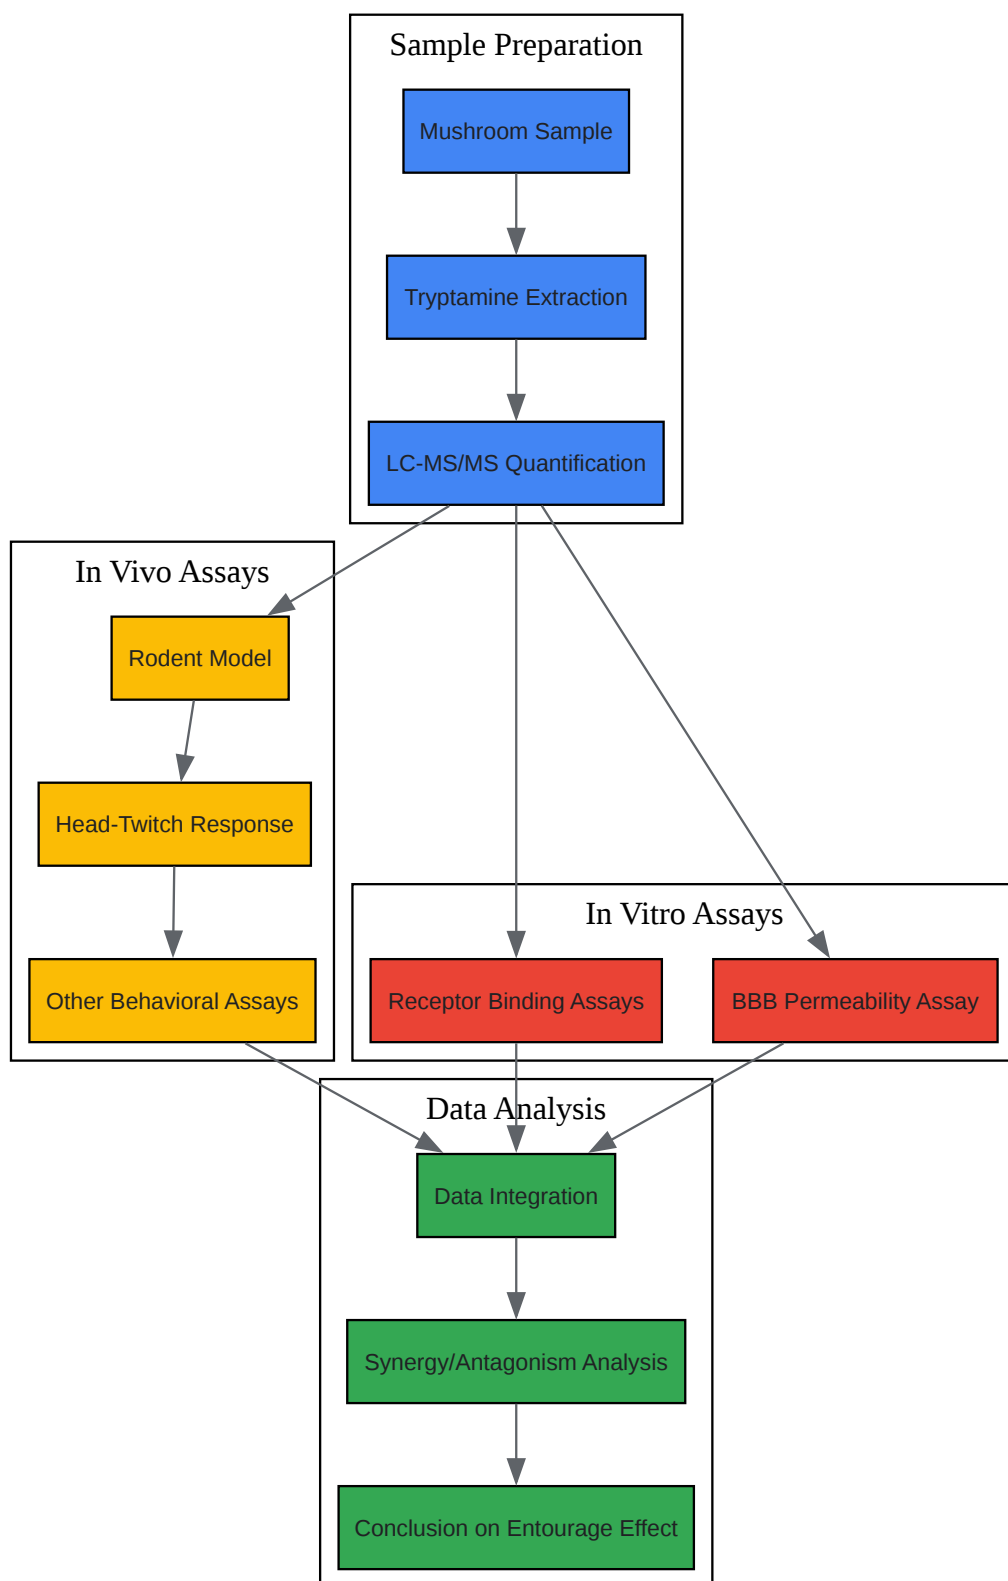 Sample Preparation
Mushroom Sample
Tryptamine Extraction
LC-MS/MS Quantification
In Vivo Assays
Rodent Model
Head-Twitch Response
Other Behavioral Assays
In Vitro Assays
Receptor Binding Assays
BBB Permeability Assay
Data Analysis
Data Integration
Synergy/Antagonism Analysis
Conclusion on Entourage Effect